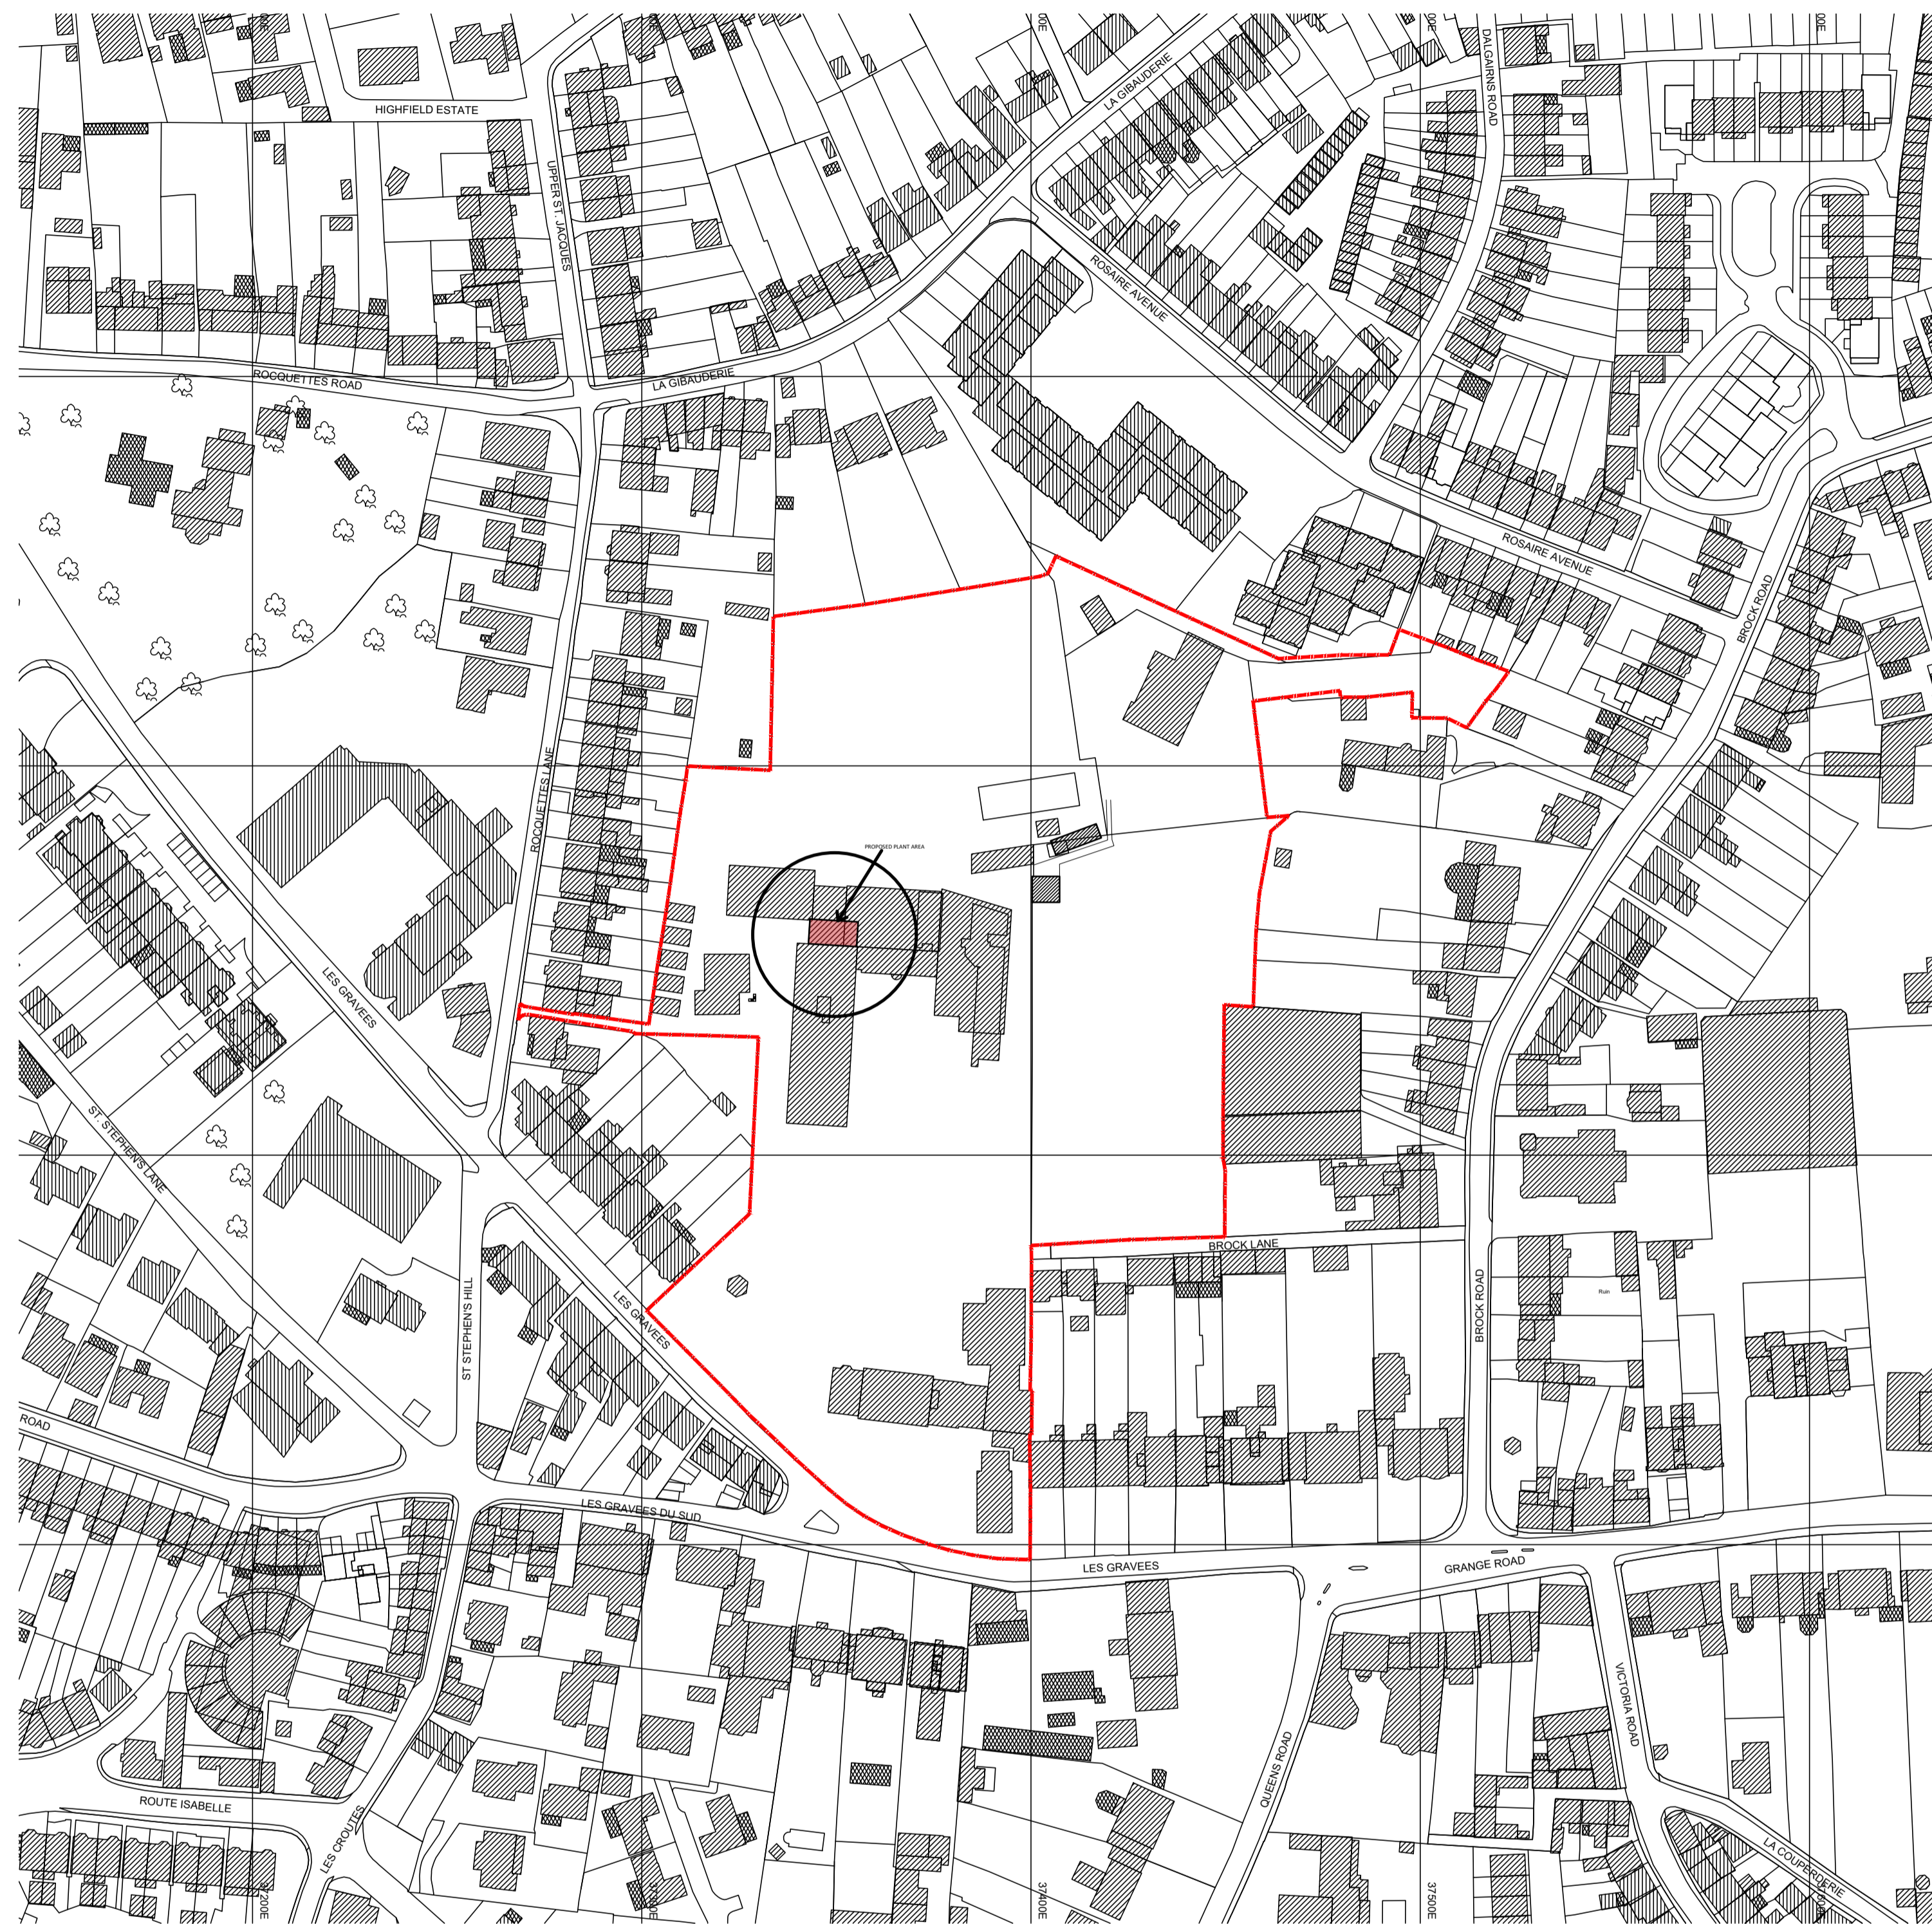 HIGHFIELD ESTATE
UPPER ST. JACQUES
LA GIBAUDERIE
DALGAIRNS ROAD
ROSAIRE AVENUE
ROCQUETTES ROAD
LA GIBAUDERIE
ROSAIRE AVENUE
BROCK ROAD
ROCQUETTES LANE
PROPOSED PLANT AREA
LES GRAVEES
ST. STEPHEN'S LANE
BROCK LANE
ST STEPHEN'S HILL
LES GRAVEES
BROCK ROAD
Ruin
ROAD
LES GRAVEES DU SUD
LES GRAVEES
GRANGE ROAD
VICTORIA ROAD
QUEENS ROAD
ROUTE ISABELLE
LES CROUTES
LA COUPERDERIE
37200E
37300E
37400E
37500E